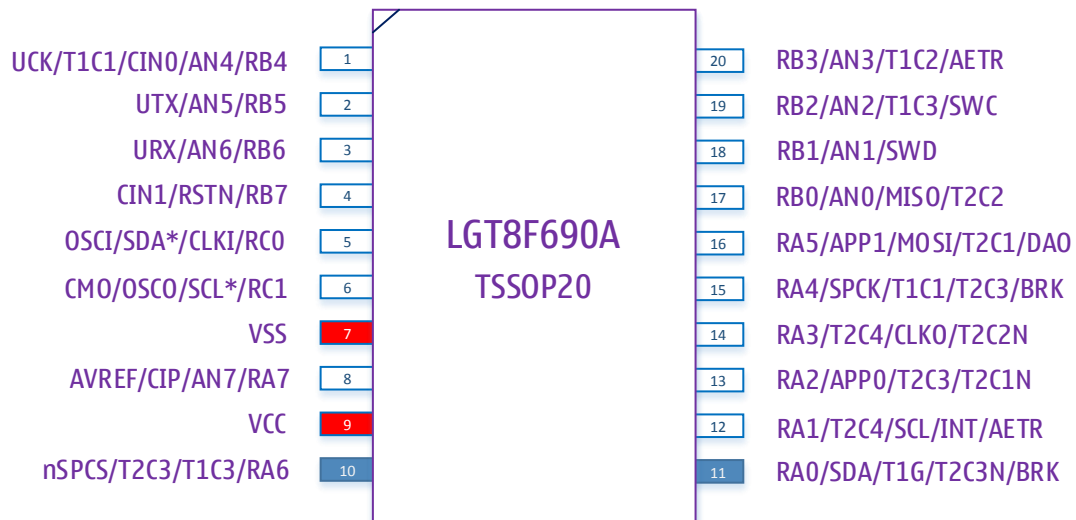 UCK/T1C1/CIN0/AN4/RB4 1 20 RB3/AN3/T1C2/AETR
UTX/AN5/RB5 2 19 RB2/AN2/T1C3/SWC
URX/AN6/RB6 3 18 RB1/AN1/SWD
CIN1/RSTN/RB7 4 17 RB0/AN0/MISO/T2C2
OSCI/SDA*/CLKI/RC0 5 16 RA5/APP1/MOSI/T2C1/DAO
LGT8F690A
CMO/OSCO/SCL*/RC1 6 15 RA4/SPCK/T1C1/T2C3/BRK
TSSOP20
VSS 7 14 RA3/T2C4/CLKO/T2C2N
AVREF/CIP/AN7/RA7 8 13 RA2/APP0/T2C3/T2C1N
VCC 9 12 RA1/T2C4/SCL/INT/AETR
nSPCS/T2C3/T1C3/RA6 10 11 RA0/SDA/T1G/T2C3N/BRK